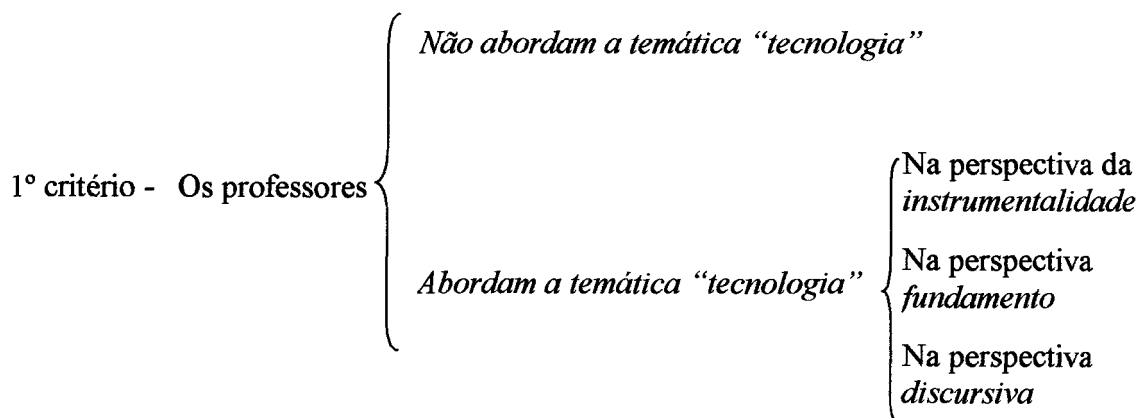 Não abordam a temática “tecnologia”
1º critério - Os professores
Abordam a temática “tecnologia”
Na perspectiva da
instrumentalidade
Na perspectiva
fundamento
Na perspectiva
discursiva